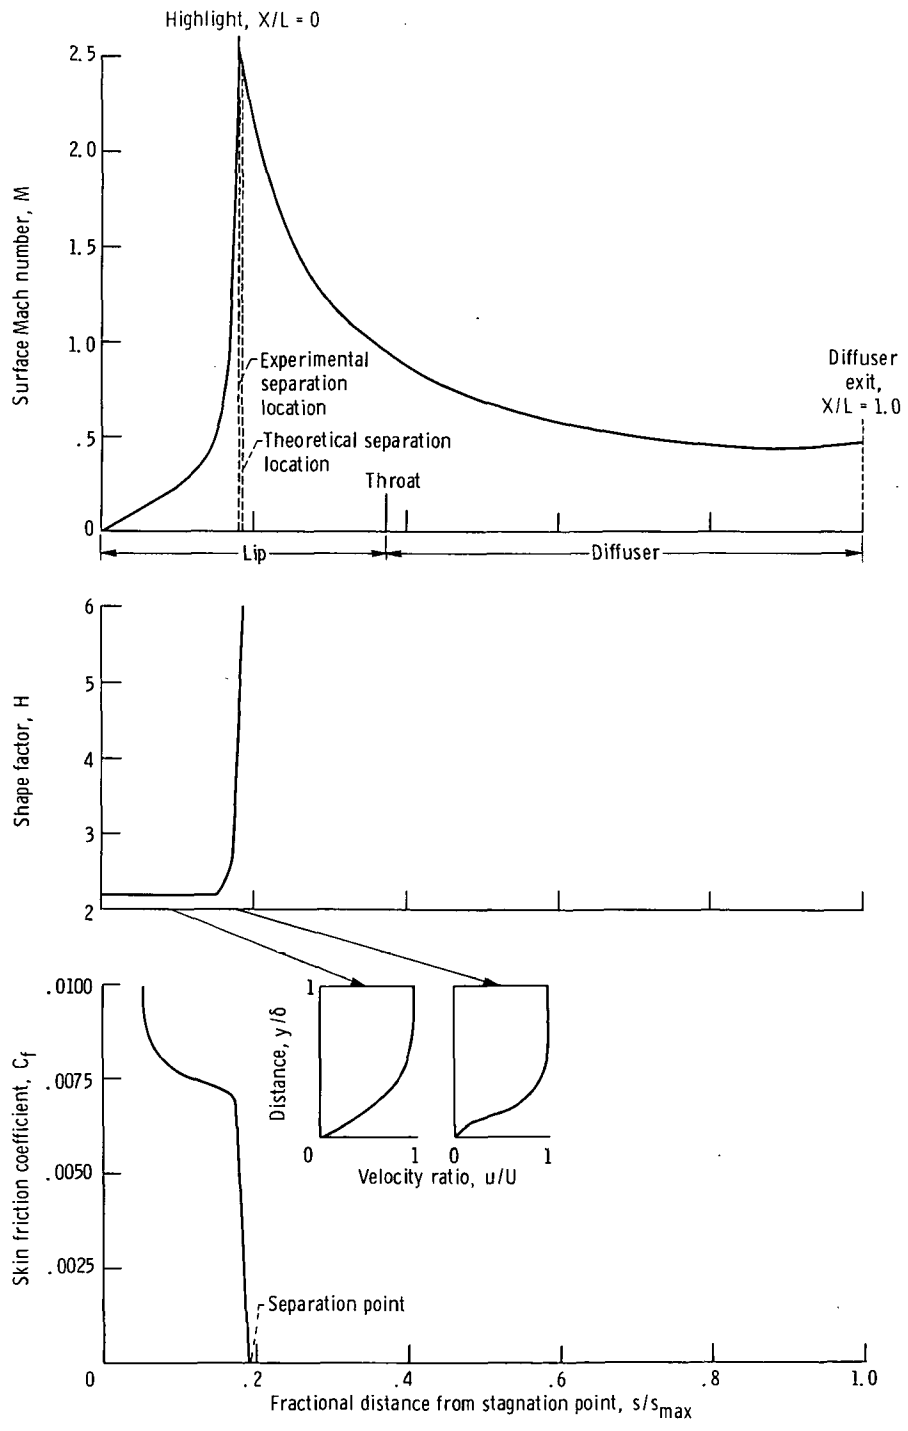 Highlight, X/L = 0
2.5
2.0
1.5
1.0
.5
0
Surface Mach number, M
Experimental
separation
location
Theoretical separation
location
Throat
Diffuser
exit,
X/L = 1.0
Lip
Diffuser
6
5
4
3
2
Shape factor, H
.0100
.0075
.0050
.0025
0
Skin friction coefficient, Cf
1
Distance, y/δ
0 1 0 1
Velocity ratio, u/U
Separation point
.2 .4 .6 .8 1.0
Fractional distance from stagnation point, s/smax